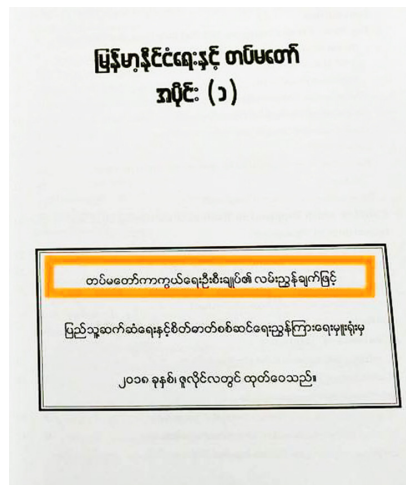 မြန်မာ့နိုင်ငံရေးနှင့် တပ်မတော်
အပိုင်း (၁)
တပ်မတော်ကာကွယ်ရေးဦးစီးချုပ်၏ လမ်းညွှန်ချက်ဖြင့်
ပြည်သူ့ဆက်ဆံရေးနှင့်စိတ်ဓာတ်စစ်ဆင်ရေးညွှန်ကြားရေးမှူးရုံးမှ
၂၀၁၈ ခုနှစ်၊ ဇူလိုင်လတွင် ထုတ်ဝေသည်။